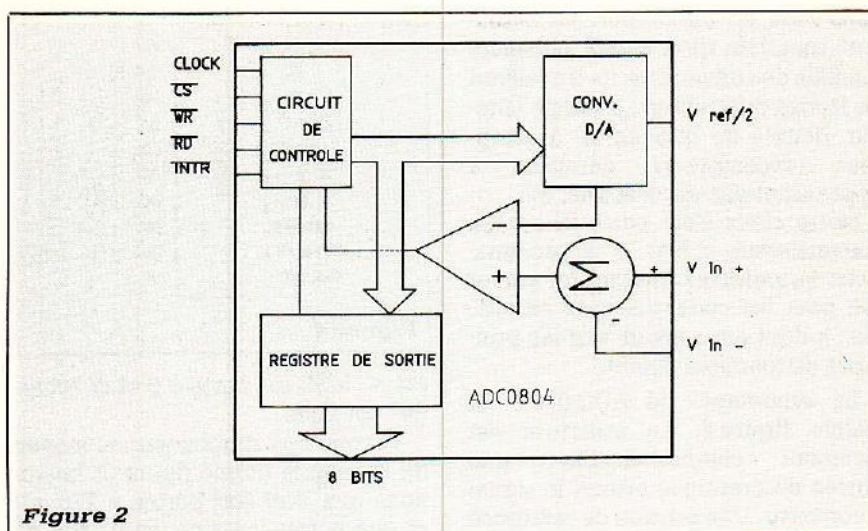 CLOCK
CS
WR
RD
INTR
CIRCUIT
DE
CONTROLE
CONV.
D/A
V ref/2
−
+
Σ
+
V in +
-
V in -
REGISTRE DE SORTIE
ADC0804
8 BITS
Figure 2